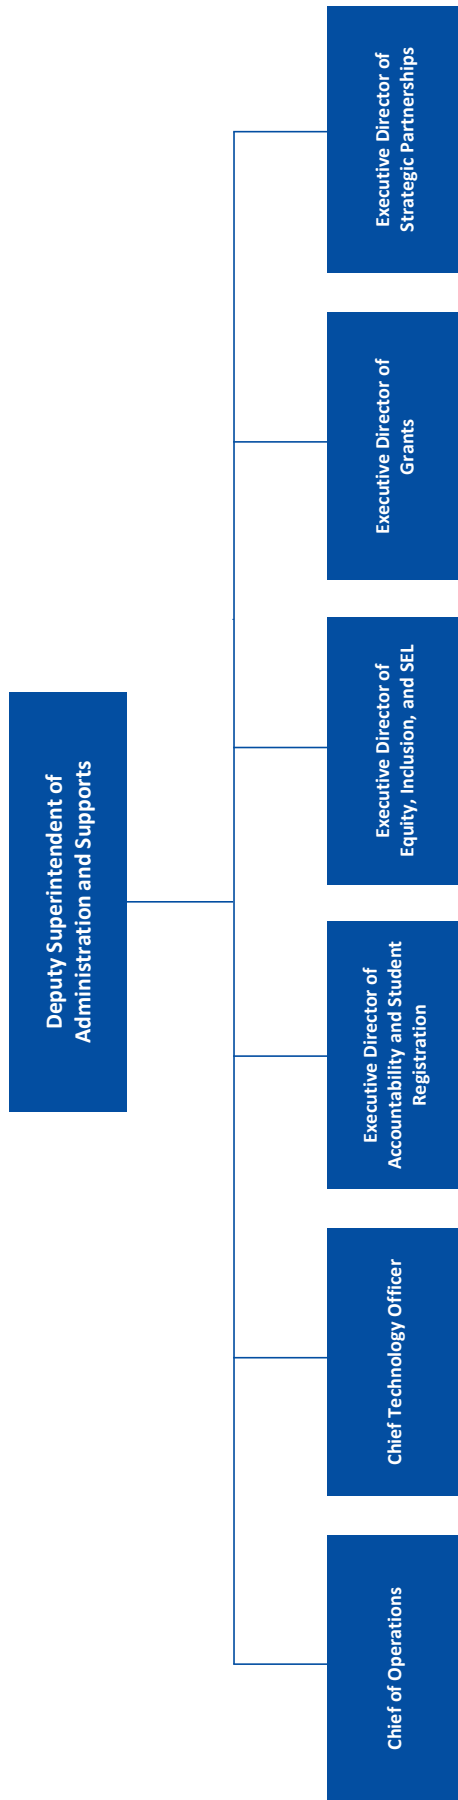 Deputy Superintendent of
Administration and Supports
Chief of Operations
Chief Technology Officer
Executive Director of
Accountability and Student
Registration
Executive Director of
Equity, Inclusion, and SEL
Executive Director of
Grants
Executive Director of
Strategic Partnerships